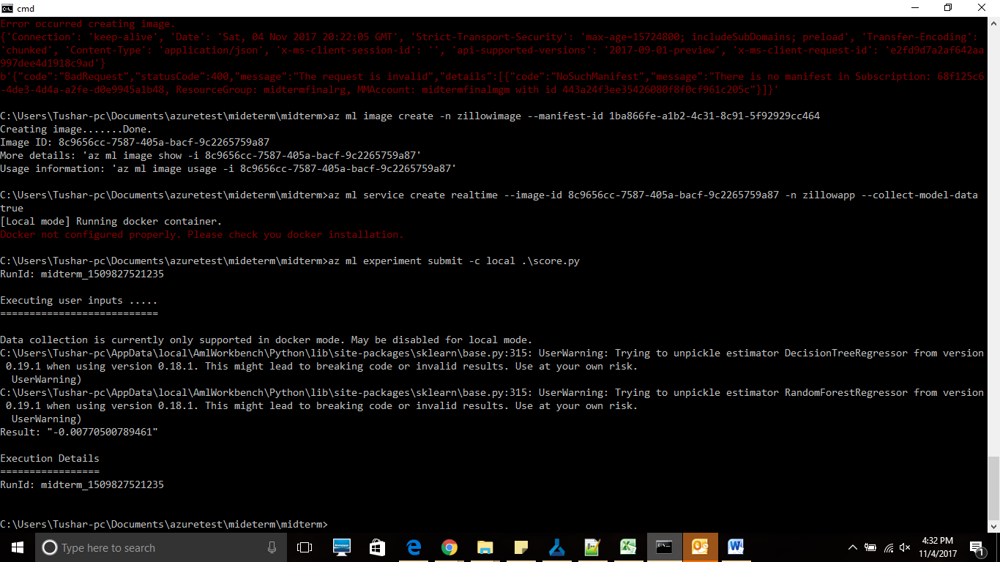 cmd
Error occurred creating image.
{'Connection': 'keep-alive', 'Date': 'Sat, 04 Nov 2017 20:22:05 GMT', 'Strict-Transport-Security': 'max-age=15724800; includeSubDomains; preload', 'Transfer-Encoding':
'chunked', 'Content-Type': 'application/json', 'x-ms-client-session-id': '', 'api-supported-versions': '2017-09-01-preview', 'x-ms-client-request-id': 'e2fd9d7a2af642aa
997dee4d1918c9ad'}
b'{"code":"BadRequest","statusCode":400,"message":"The request is invalid","details":[{"code":"NoSuchManifest","message":"There is no manifest in Subscription: 68f125c6
-4de3-4d4a-a2fe-d0e9945a1b48, ResourceGroup: midtermfinalrg, MMAccount: midtermfinalmgm with id 443a24f3ee35426080f8f0cf961c205c"}]}'
C:\Users\Tushar-pc\Documents\azuretest\mideterm\midterm>az ml image create -n zillowimage --manifest-id 1ba866fe-a1b2-4c31-8c91-5f92929cc464
Creating image.......Done.
Image ID: 8c9656cc-7587-405a-bacf-9c2265759a87
More details: 'az ml image show -i 8c9656cc-7587-405a-bacf-9c2265759a87'
Usage information: 'az ml image usage -i 8c9656cc-7587-405a-bacf-9c2265759a87'
C:\Users\Tushar-pc\Documents\azuretest\mideterm\midterm>az ml service create realtime --image-id 8c9656cc-7587-405a-bacf-9c2265759a87 -n zillowapp --collect-model-data
true
[Local mode] Running docker container.
Docker not configured properly. Please check you docker installation.
C:\Users\Tushar-pc\Documents\azuretest\mideterm\midterm>az ml experiment submit -c local .\score.py
RunId: midterm_1509827521235
Executing user inputs .....
===========================
Data collection is currently only supported in docker mode. May be disabled for local mode.
C:\Users\Tushar-pc\AppData\local\AmlWorkbench\Python\lib\site-packages\sklearn\base.py:315: UserWarning: Trying to unpickle estimator DecisionTreeRegressor from version
0.19.1 when using version 0.18.1. This might lead to breaking code or invalid results. Use at your own risk.
UserWarning)
C:\Users\Tushar-pc\AppData\local\AmlWorkbench\Python\lib\site-packages\sklearn\base.py:315: UserWarning: Trying to unpickle estimator RandomForestRegressor from version
0.19.1 when using version 0.18.1. This might lead to breaking code or invalid results. Use at your own risk.
UserWarning)
Result: "-0.00770500789461"
Execution Details
=================
RunId: midterm_1509827521235
C:\Users\Tushar-pc\Documents\azuretest\mideterm\midterm>
Type here to search
4:32 PM
11/4/2017
1